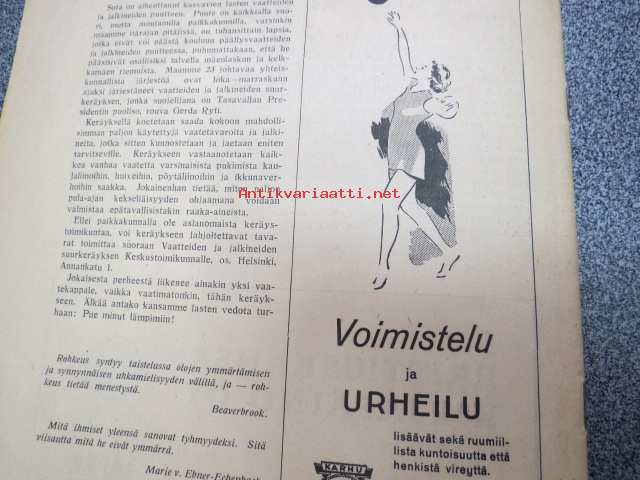 Sota on aiheuttanut kasvavien lasten vaatteiden
ja jalkineiden puutteen. Puute on kaikkialla suu-
ri, mutta monilla paikkakunnilla, varsinkin
maamme itärajan pitäjissä, on tuhansittain lapsia,
jotka eivät voi päästä kouluun päällysvaatteiden
ja jalkineiden puutteessa, puhumattakaan, että he
pääsisivät osallisiksi talvella mäenlaskun ja kelk-
kamäen riemuista. Maamme 23 johtavaa yhteis-
kunnallista järjestöä ovat loka—marraskuun
ajaksi järjestäneet vaatteiden ja jalkineiden suur-
keräyksen, jonka suojelijana on Tasavallan Pre-
sidentin puoliso, rouva Gerda Ryti.
Keräyksellä koetetaan saada kokoon mahdolli-
simman paljon käytettyjä vaatetavaroita ja jalki-
neita, jotka sitten kunnostetaan ja jaetaan eniten
tarvitseville. Keräykseen vastaanotetaan kaik-
kea vanhaa vaatetta varsinaisista pukimista kau-
laliinoihin, huiveihin, pöytäliinoihin ja ikkunaver-
hoihin saakka. Jokainenhan tietää, miten paljon
pula-ajan kekseliäisyyden ohjaamana voidaan
valmistaa epätavallisistakin raaka-aineista.
Ellei paikkakunnalla ole asianomaista keräys-
toimikuntaa, voi keräykseen lahjoitettavat tava-
rat toimittaa suoraan Vaatteiden ja jalkineiden
suurkeräyksen Keskustoimikunnalle, os. Helsinki,
Annankatu 1.
Jokaisesta perheestä liikenee ainakin yksi vaa-
tekappale, vaikka vaatimatonkin, tähän keräyk-
seen. Älkää antako kansamme lasten vedota tur-
haan: Pue minut lämpimiin!
Rohkeus syntyy taistelussa olojen ymmärtämisen
ja synnynnäisen uhkamielisyyden välillä, ja — roh-
keus tietää menestystä.
Beaverbrook.
Mitä ihmiset yleensä sanovat tyhmyydeksi. Sitä
viisautta mitä he eivät ymmärrä.
Marie v. Ebner-Echenbach
Antikvariaatti.net
Voimistelu
ja
URHEILU
lisäävät sekä ruumiil-
lista kuntoisuutta että
henkistä vireyttä.
KARHU